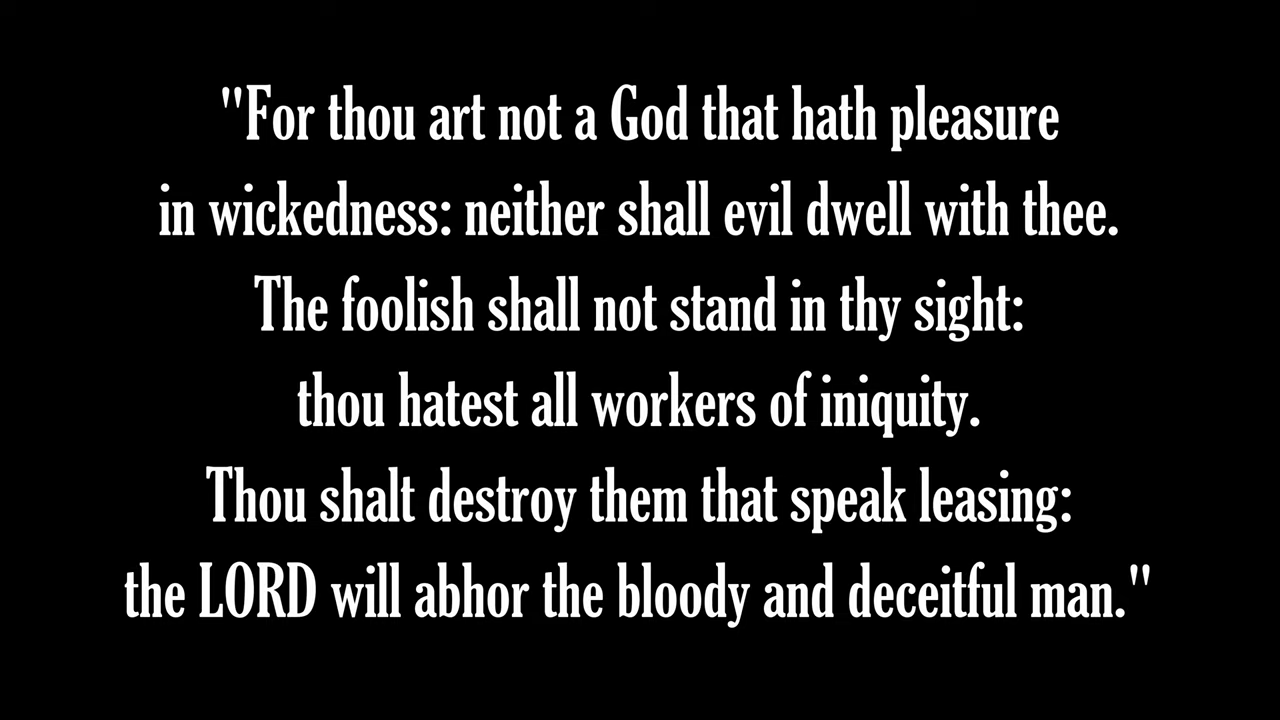 "For thou art not a God that hath pleasure
in wickedness: neither shall evil dwell with thee.
The foolish shall not stand in thy sight:
thou hatest all workers of iniquity.
Thou shalt destroy them that speak leasing:
the LORD will abhor the bloody and deceitful man."